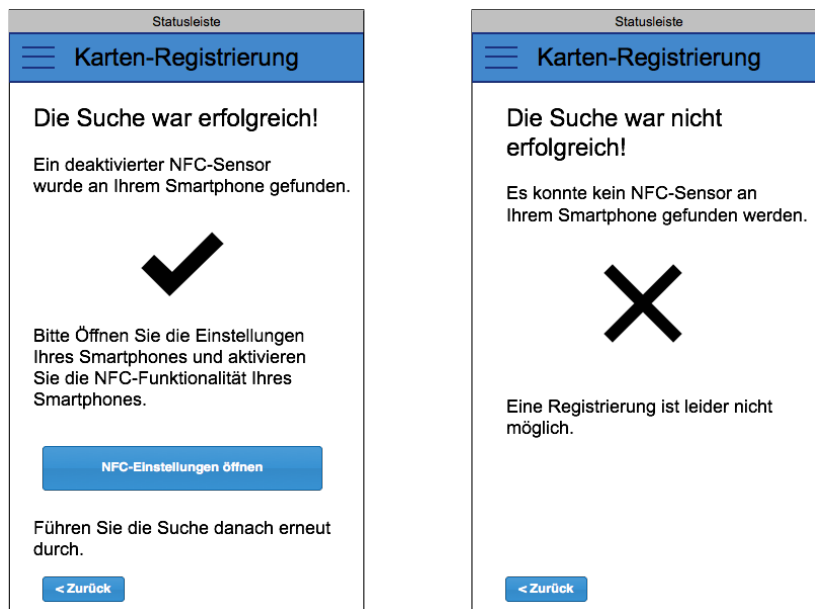 Statusleiste
Karten-Registrierung
Die Suche war erfolgreich!
Ein deaktivierter NFC-Sensor
wurde an Ihrem Smartphone gefunden.
Bitte Öffnen Sie die Einstellungen
Ihres Smartphones und aktivieren
Sie die NFC-Funktionalität Ihres
Smartphones.
NFC-Einstellungen öffnen
Führen Sie die Suche danach erneut
durch.
< Zurück
Statusleiste
Karten-Registrierung
Die Suche war nicht
erfolgreich!
Es konnte kein NFC-Sensor an
Ihrem Smartphone gefunden werden.
Eine Registrierung ist leider nicht
möglich.
< Zurück